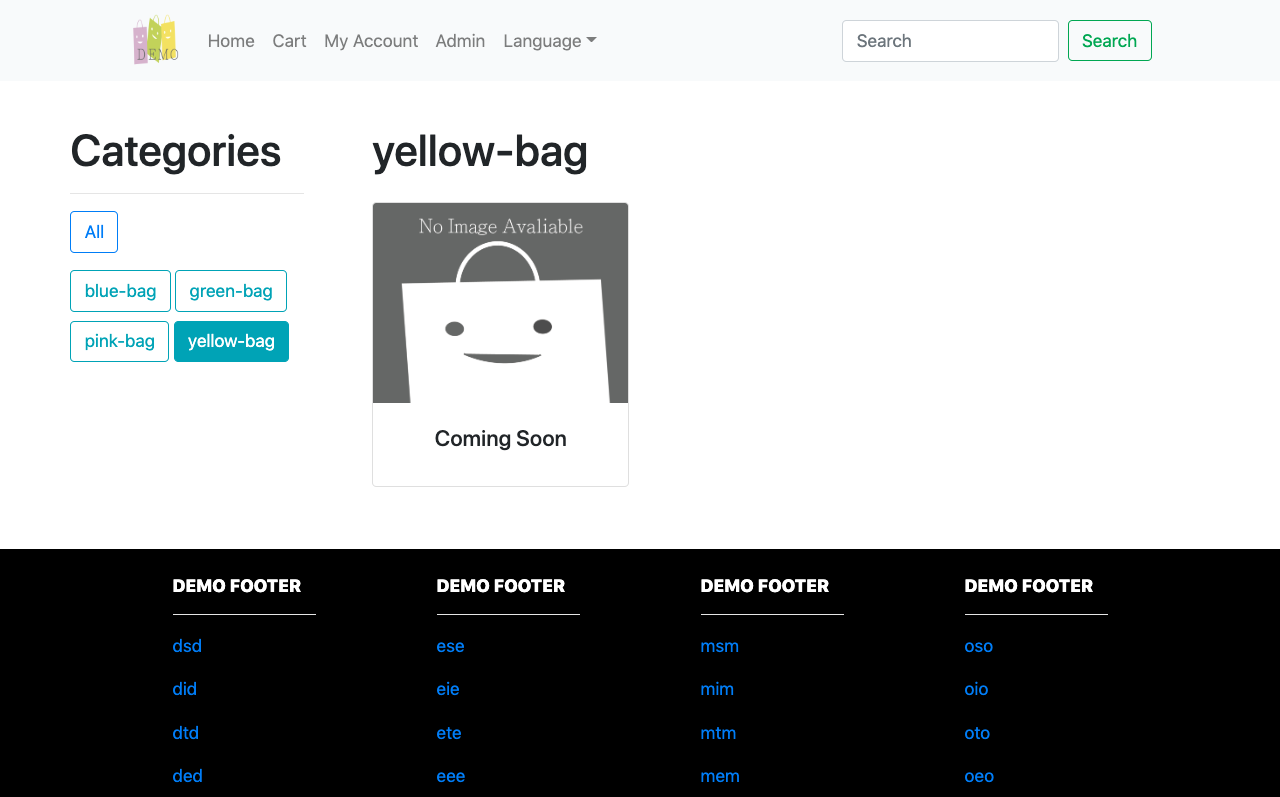 DEMO
Home Cart My Account Admin Language
Search Search
Categories
All
blue-bag green-bag
pink-bag yellow-bag
yellow-bag
No Image Avaliable
Coming Soon
DEMO FOOTER
dsd
did
dtd
ded
DEMO FOOTER
ese
eie
ete
eee
DEMO FOOTER
msm
mim
mtm
mem
DEMO FOOTER
oso
oio
oto
oeo